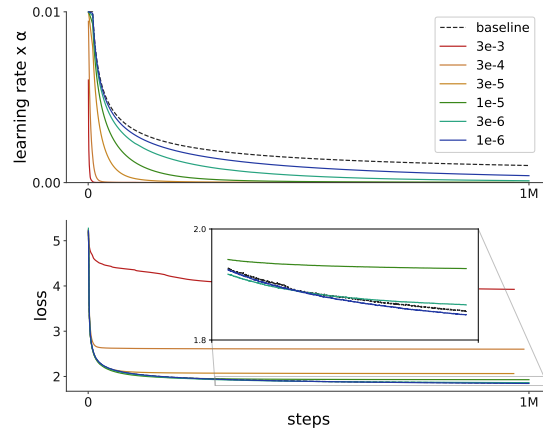 0.01
learning rate x α
0.00
0
1M
baseline
3e-3
3e-4
3e-5
1e-5
3e-6
1e-6
5
4
3
2
loss
2.0
1.8
0
1M
steps